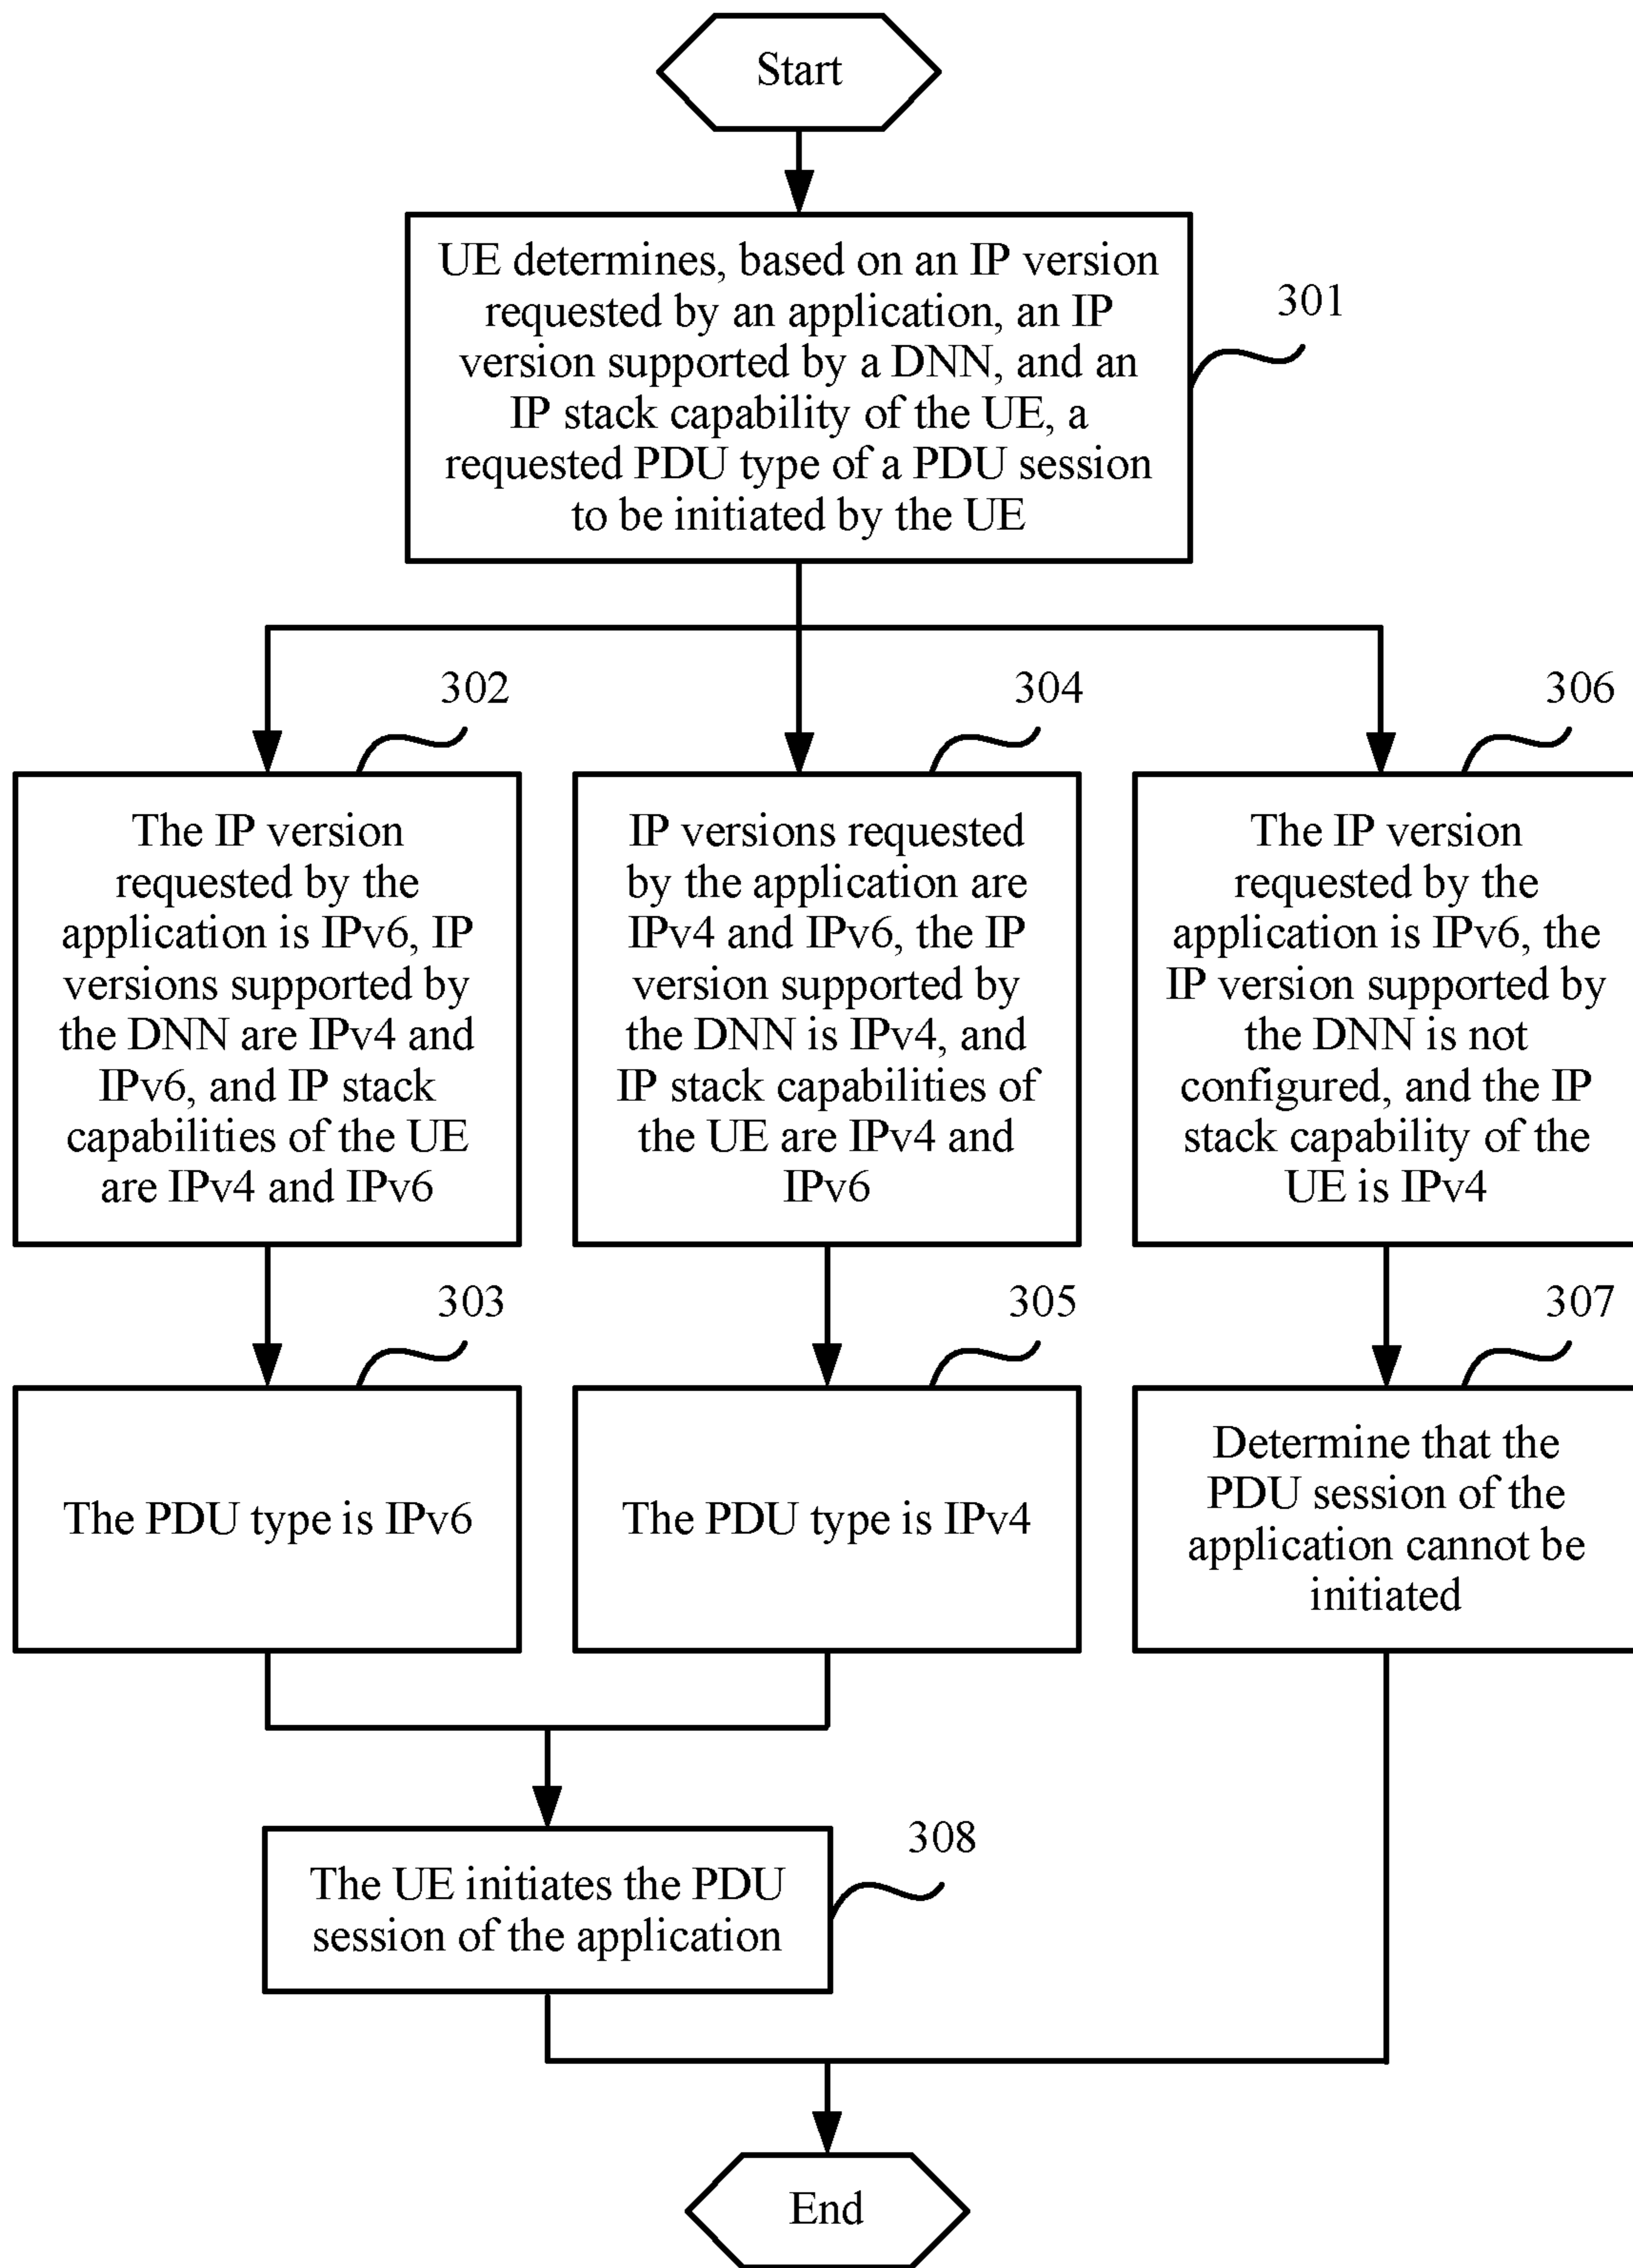 Start
UE determines, based on an IP version
requested by an application, an IP
version supported by a DNN, and an
IP stack capability of the UE, a
requested PDU type of a PDU session
to be initiated by the UE
301
302
The IP version
requested by the
application is IPv6, IP
versions supported by
the DNN are IPv4 and
IPv6, and IP stack
capabilities of the UE
are IPv4 and IPv6
304
IP versions requested
by the application are
IPv4 and IPv6, the IP
version supported by
the DNN is IPv4, and
IP stack capabilities of
the UE are IPv4 and
IPv6
306
The IP version
requested by the
application is IPv6, the
IP version supported by
the DNN is not
configured, and the IP
stack capability of the
UE is IPv4
303
The PDU type is IPv6
305
The PDU type is IPv4
307
Determine that the
PDU session of the
application cannot be
initiated
308
The UE initiates the PDU
session of the application
End